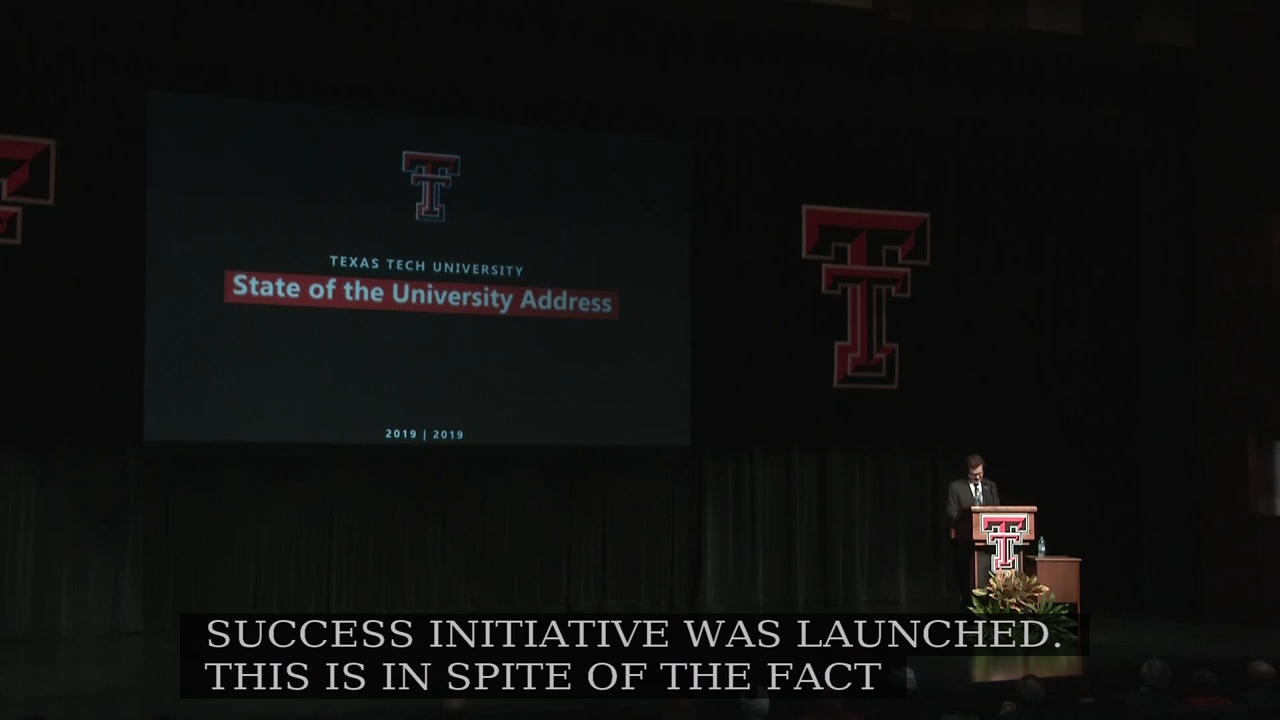 TEXAS TECH UNIVERSITY
State of the University Address
2019 | 2019
SUCCESS INITIATIVE WAS LAUNCHED.
THIS IS IN SPITE OF THE FACT